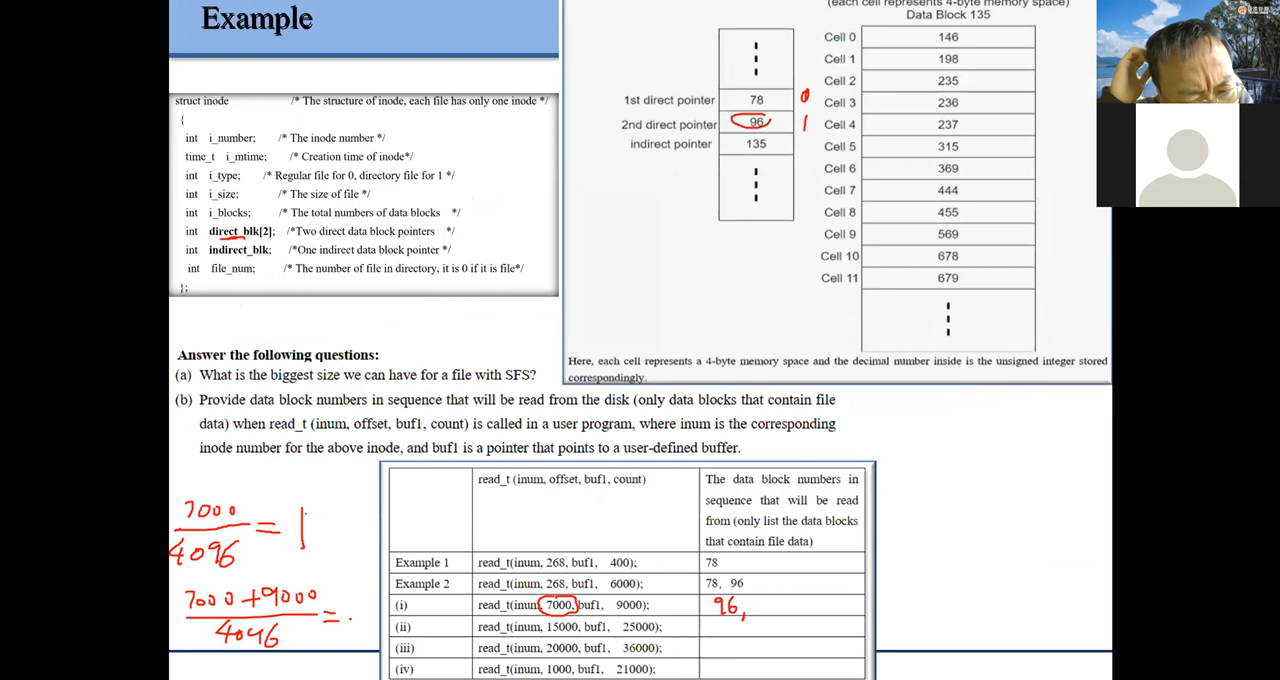 Example
(each cell represents 4-byte memory space)
Data Block 135
struct inode /* The structure of inode, each file has only one inode */
{
int i_number; /* The inode number */
time_t i_mtime; /* Creation time of inode*/
int i_type; /* Regular file for 0, directory file for 1 */
int i_size; /* The size of file */
int i_blocks; /* The total numbers of data blocks */
int direct_blk[2]; /*Two direct data block pointers */
int indirect_blk; /*One indirect data block pointer */
int file_num; /* The number of file in directory, it is 0 if it is file*/
};
1st direct pointer 78 0
2nd direct pointer 96 1
indirect pointer 135
Cell 0 146
Cell 1 198
Cell 2 235
Cell 3 236
Cell 4 237
Cell 5 315
Cell 6 369
Cell 7 444
Cell 8 455
Cell 9 569
Cell 10 678
Cell 11 679
Here, each cell represents a 4-byte memory space and the decimal number inside is the unsigned integer stored
correspondingly.
Answer the following questions:
(a) What is the biggest size we can have for a file with SFS?
(b) Provide data block numbers in sequence that will be read from the disk (only data blocks that contain file
data) when read_t (inum, offset, buf1, count) is called in a user program, where inum is the corresponding
inode number for the above inode, and buf1 is a pointer that points to a user-defined buffer.
7000
4096 = 1
7000+9000
4096 = .
read_t (inum, offset, buf1, count) The data block numbers in
sequence that will be read
from (only list the data blocks
that contain file data)
Example 1 read_t(inum, 268, buf1, 400); 78
Example 2 read_t(inum, 268, buf1, 6000); 78, 96
(i) read_t(inum, 7000, buf1, 9000); 96,
(ii) read_t(inum, 15000, buf1, 25000);
(iii) read_t(inum, 20000, buf1, 36000);
(iv) read_t(inum, 1000, buf1, 21000);